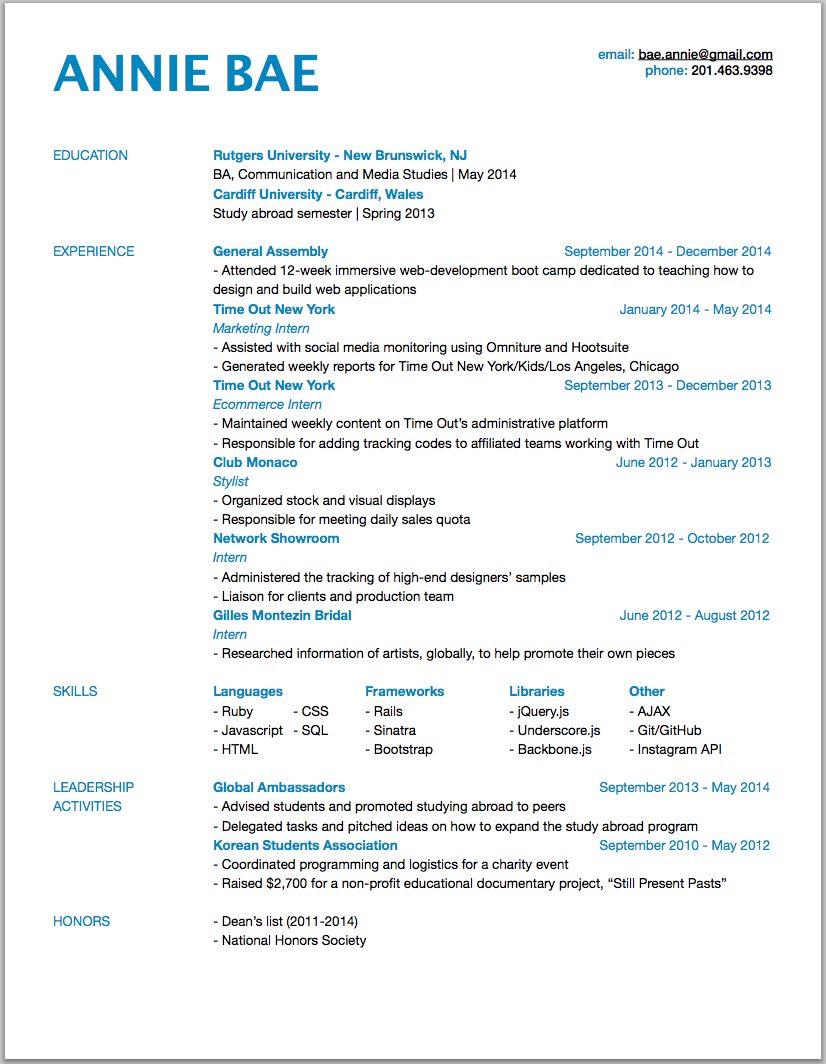 ANNIE BAE
email: bae.annie@gmail.com
phone: 201.463.9398
EDUCATION
Rutgers University - New Brunswick, NJ
BA, Communication and Media Studies | May 2014
Cardiff University - Cardiff, Wales
Study abroad semester | Spring 2013
EXPERIENCE
General Assembly September 2014 - December 2014
- Attended 12-week immersive web-development boot camp dedicated to teaching how to
design and build web applications
Time Out New York January 2014 - May 2014
Marketing Intern
- Assisted with social media monitoring using Omniture and Hootsuite
- Generated weekly reports for Time Out New York/Kids/Los Angeles, Chicago
Time Out New York September 2013 - December 2013
Ecommerce Intern
- Maintained weekly content on Time Out's administrative platform
- Responsible for adding tracking codes to affiliated teams working with Time Out
Club Monaco June 2012 - January 2013
Stylist
- Organized stock and visual displays
- Responsible for meeting daily sales quota
Network Showroom September 2012 - October 2012
Intern
- Administered the tracking of high-end designers' samples
- Liaison for clients and production team
Gilles Montezin Bridal June 2012 - August 2012
Intern
- Researched information of artists, globally, to help promote their own pieces
SKILLS
Languages Frameworks Libraries Other
- Ruby - CSS - Rails - jQuery.js - AJAX
- Javascript - SQL - Sinatra - Underscore.js - Git/GitHub
- HTML - Bootstrap - Backbone.js - Instagram API
LEADERSHIP
ACTIVITIES
Global Ambassadors September 2013 - May 2014
- Advised students and promoted studying abroad to peers
- Delegated tasks and pitched ideas on how to expand the study abroad program
Korean Students Association September 2010 - May 2012
- Coordinated programming and logistics for a charity event
- Raised $2,700 for a non-profit educational documentary project, “Still Present Pasts”
HONORS
- Dean's list (2011-2014)
- National Honors Society